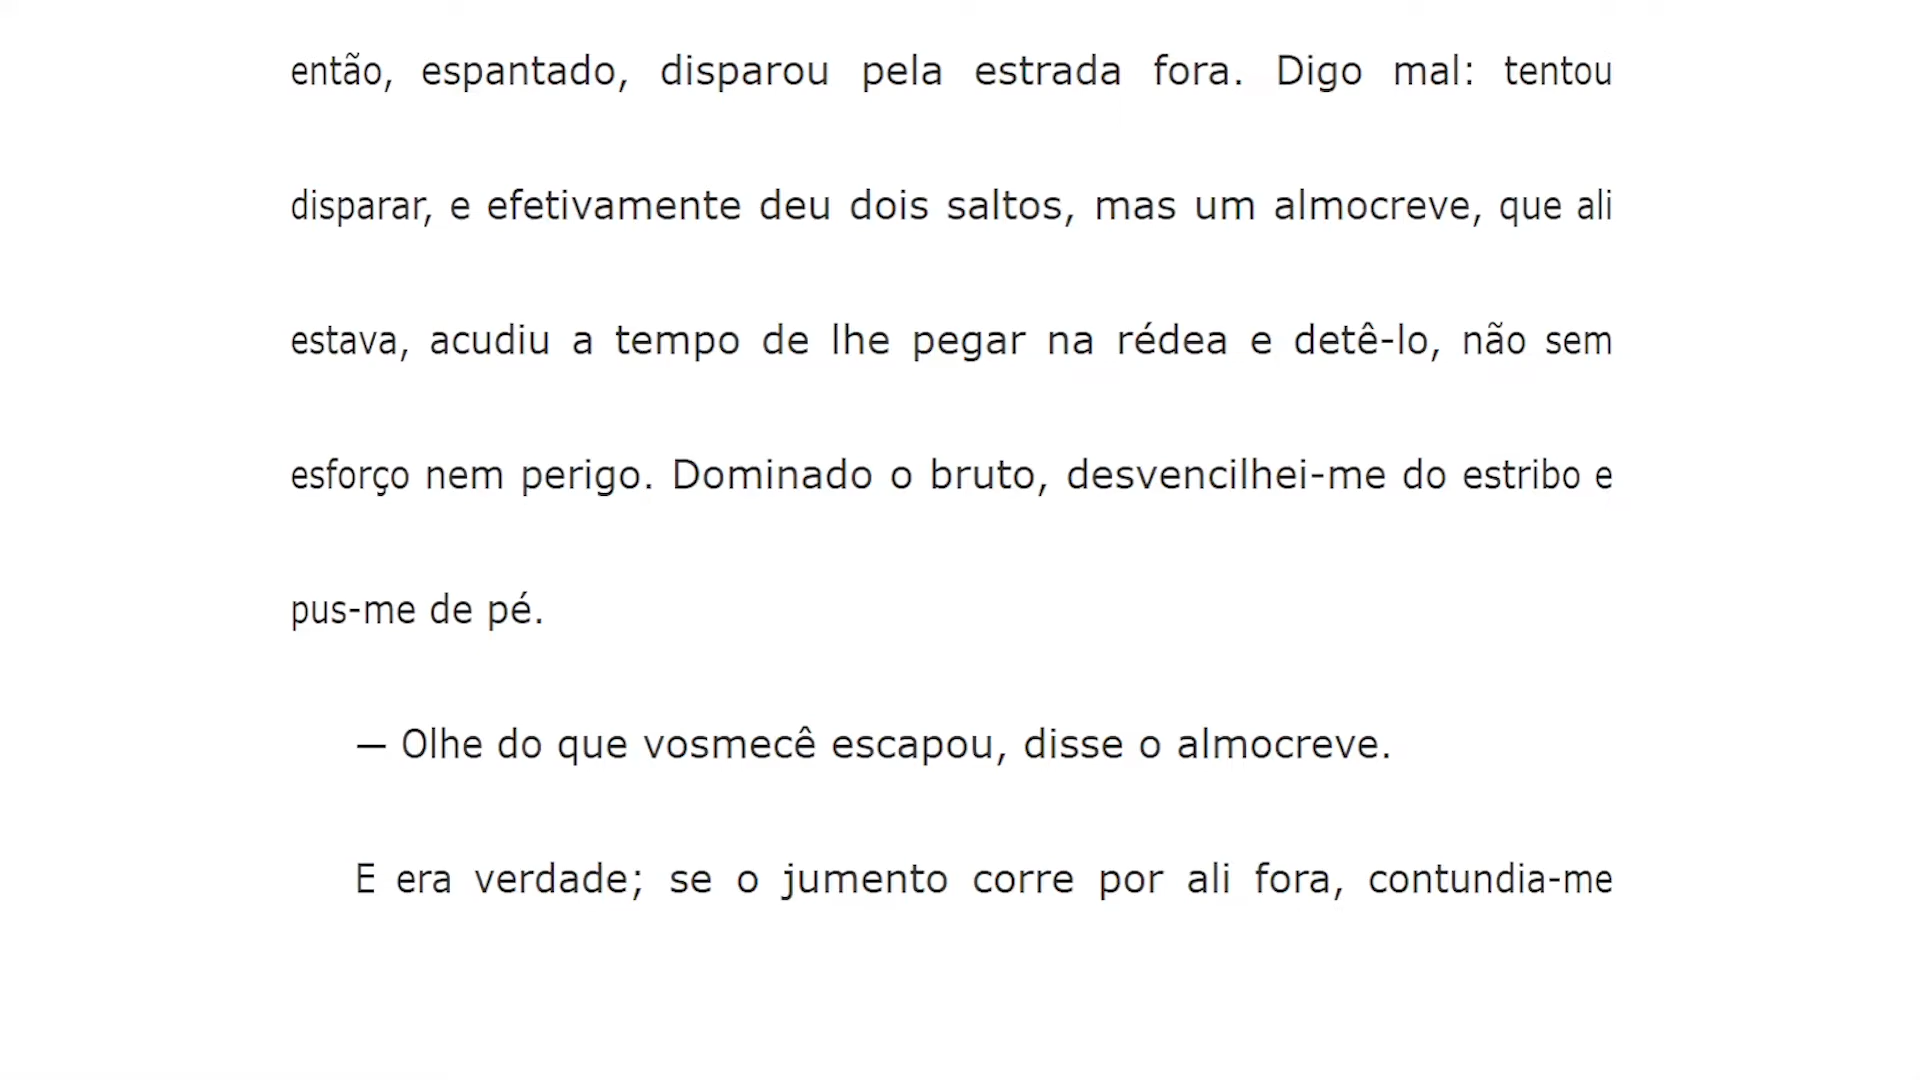 então, espantado, disparou pela estrada fora. Digo mal: tentou
disparar, e efetivamente deu dois saltos, mas um almocreve, que ali
estava, acudiu a tempo de lhe pegar na rédea e detê-lo, não sem
esforço nem perigo. Dominado o bruto, desvencilhei-me do estribo e
pus-me de pé.
— Olhe do que vosmecê escapou, disse o almocreve.
E era verdade; se o jumento corre por ali fora, contundia-me